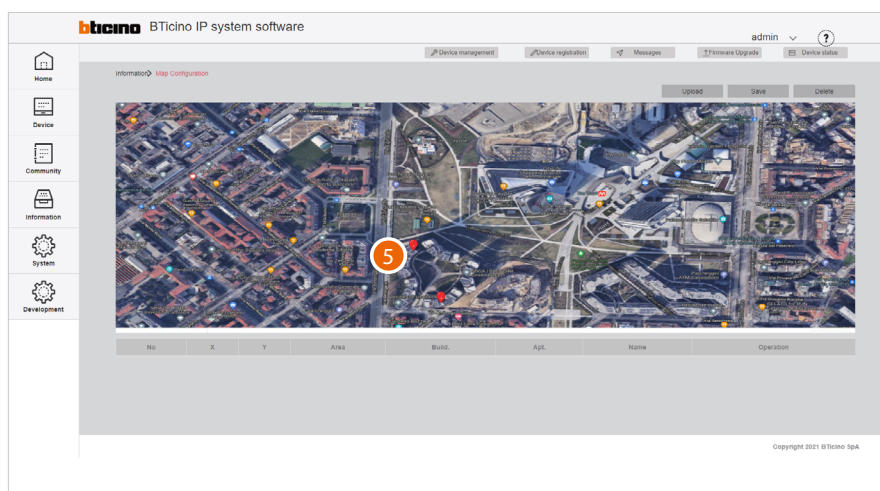 bticino BTicino IP system software
admin
?
Device management
Device registration
Messages
Firmware Upgrade
Device status
Home
Device
Community
Information
System
Development
Information> Map Configuration
Upload Save Delete
5
No X Y Area Build. Apt. Name Operation
Copyright 2021 BTicino SpA